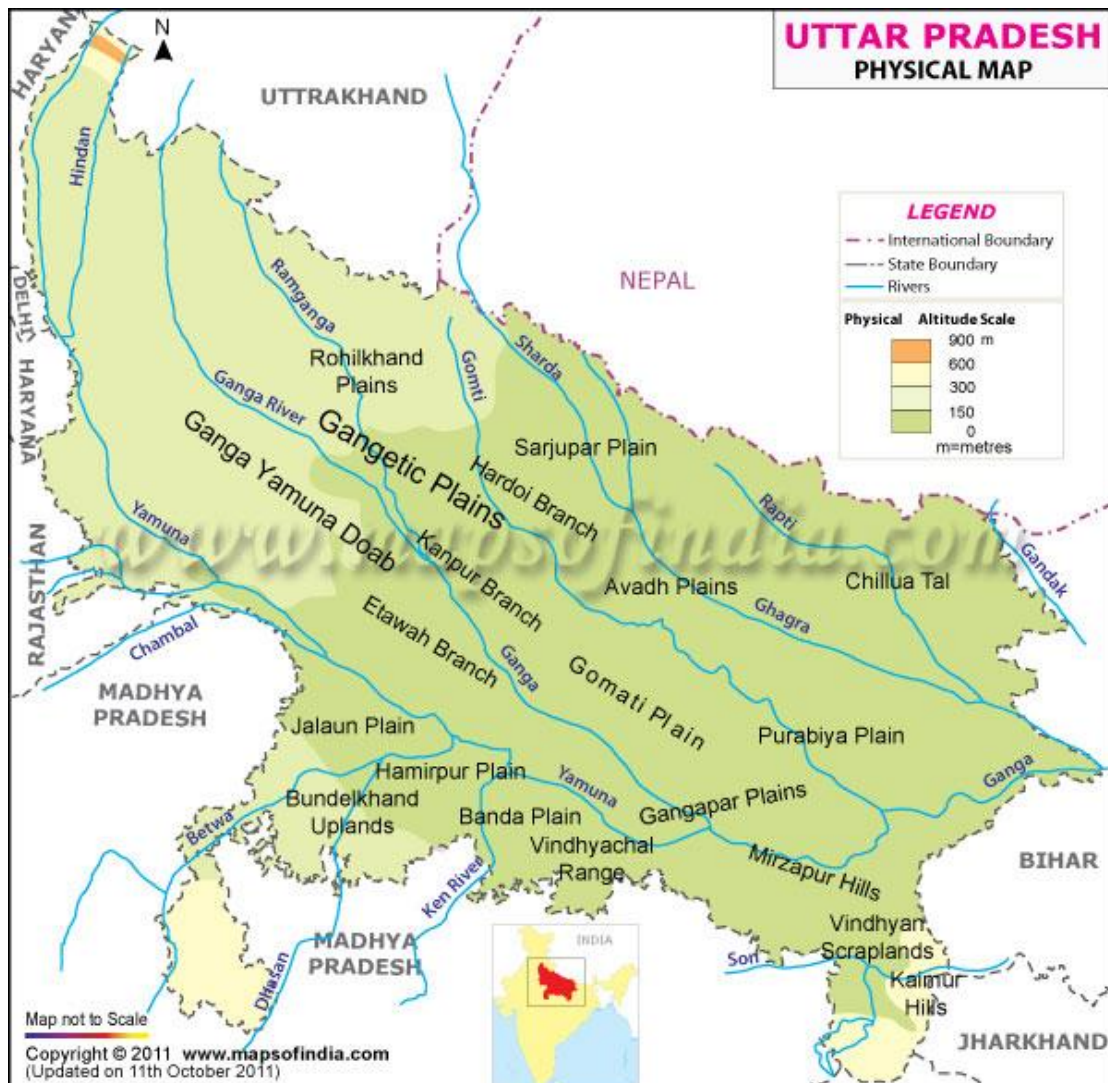 UTTAR PRADESH
PHYSICAL MAP
N
HARYAN
UTTRAKHAND
Hindan
LEGEND
International Boundary
State Boundary
Rivers
NEPAL
Physical Altitude Scale
900 m
600
300
150
0
m=metres
DELHI
HARYANA
Ramganga
Rohilkhand
Plains
Gomti
Sharda
Ganga River
Gangetic Plains
Ganga Yamuna Doab
Sarjupar Plain
Hardoi Branch
Rapti
Yamuna
www.mapsofindia.com
Gandak
RAJASTHAN
Kanpur Branch
Avadh Plains
Chillua Tal
Ghagra
Chambal
Etawah Branch
Ganga
Gomati Plain
MADHYA
PRADESH
Jalaun Plain
Purabiya Plain
Hamirpur Plain
Yamuna
Ganga
Bundelkhand
Uplands
Betwa
Banda Plain
Gangapar Plains
Vindhyachal
Range
Mirzapur Hills
BIHAR
Ken River
Vindhyan
Scraplands
MADHYA
PRADESH
Dhasan
INDIA
Son
Kaimur
Hills
JHARKHAND
Map not to Scale
Copyright © 2011 www.mapsofindia.com
(Updated on 11th October 2011)